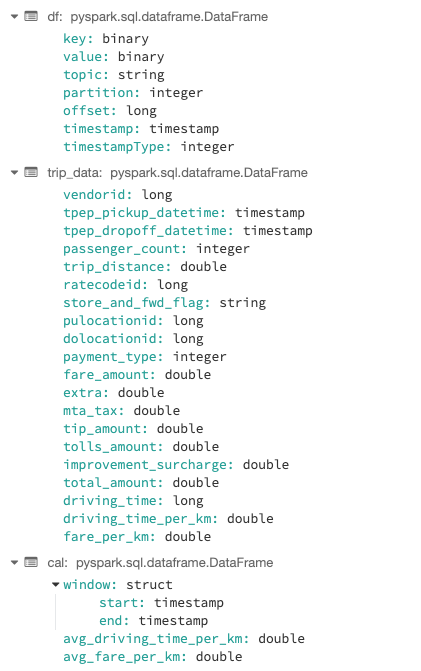 df: pyspark.sql.dataframe.DataFrame
key: binary
value: binary
topic: string
partition: integer
offset: long
timestamp: timestamp
timestampType: integer
trip_data: pyspark.sql.dataframe.DataFrame
vendorid: long
tpep_pickup_datetime: timestamp
tpep_dropoff_datetime: timestamp
passenger_count: integer
trip_distance: double
ratecodeid: long
store_and_fwd_flag: string
pulocationid: long
dolocationid: long
payment_type: integer
fare_amount: double
extra: double
mta_tax: double
tip_amount: double
tolls_amount: double
improvement_surcharge: double
total_amount: double
driving_time: long
driving_time_per_km: double
fare_per_km: double
cal: pyspark.sql.dataframe.DataFrame
window: struct
start: timestamp
end: timestamp
avg_driving_time_per_km: double
avg_fare_per_km: double